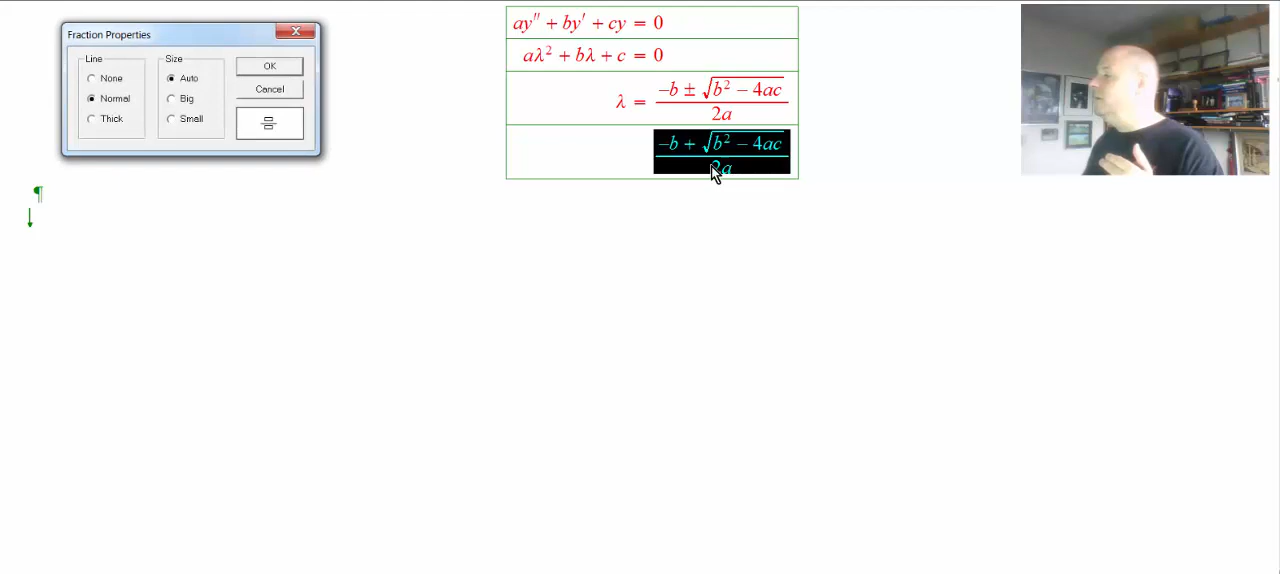 Fraction Properties
Line
Size
OK
None
Auto
Cancel
Normal
Big
Thick
Small
ay″ + by′ + cy = 0
aλ² + bλ + c = 0
λ = (−b ± √(b² − 4ac)) / 2a
(−b + √(b² − 4ac)) / 2a
¶